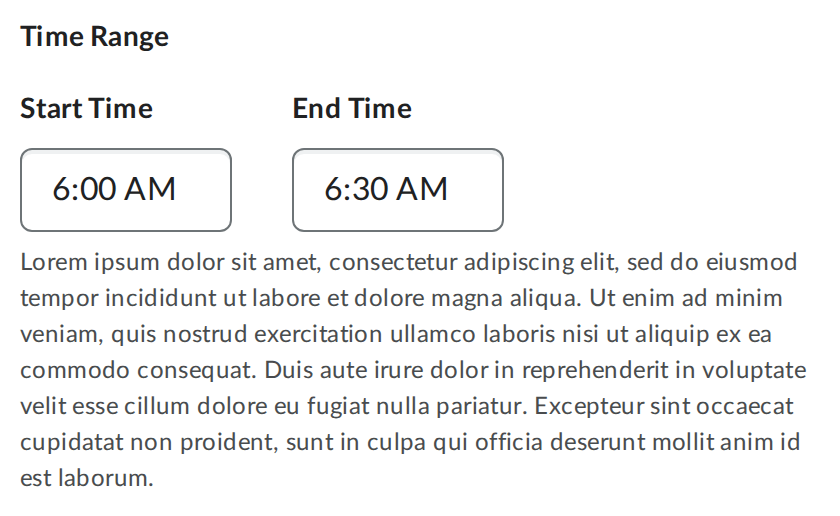 Time Range
Start Time End Time
6:00 AM 6:30 AM
Lorem ipsum dolor sit amet, consectetur adipiscing elit, sed do eiusmod
tempor incididunt ut labore et dolore magna aliqua. Ut enim ad minim
veniam, quis nostrud exercitation ullamco laboris nisi ut aliquip ex ea
commodo consequat. Duis aute irure dolor in reprehenderit in voluptate
velit esse cillum dolore eu fugiat nulla pariatur. Excepteur sint occaecat
cupidatat non proident, sunt in culpa qui officia deserunt mollit anim id
est laborum.